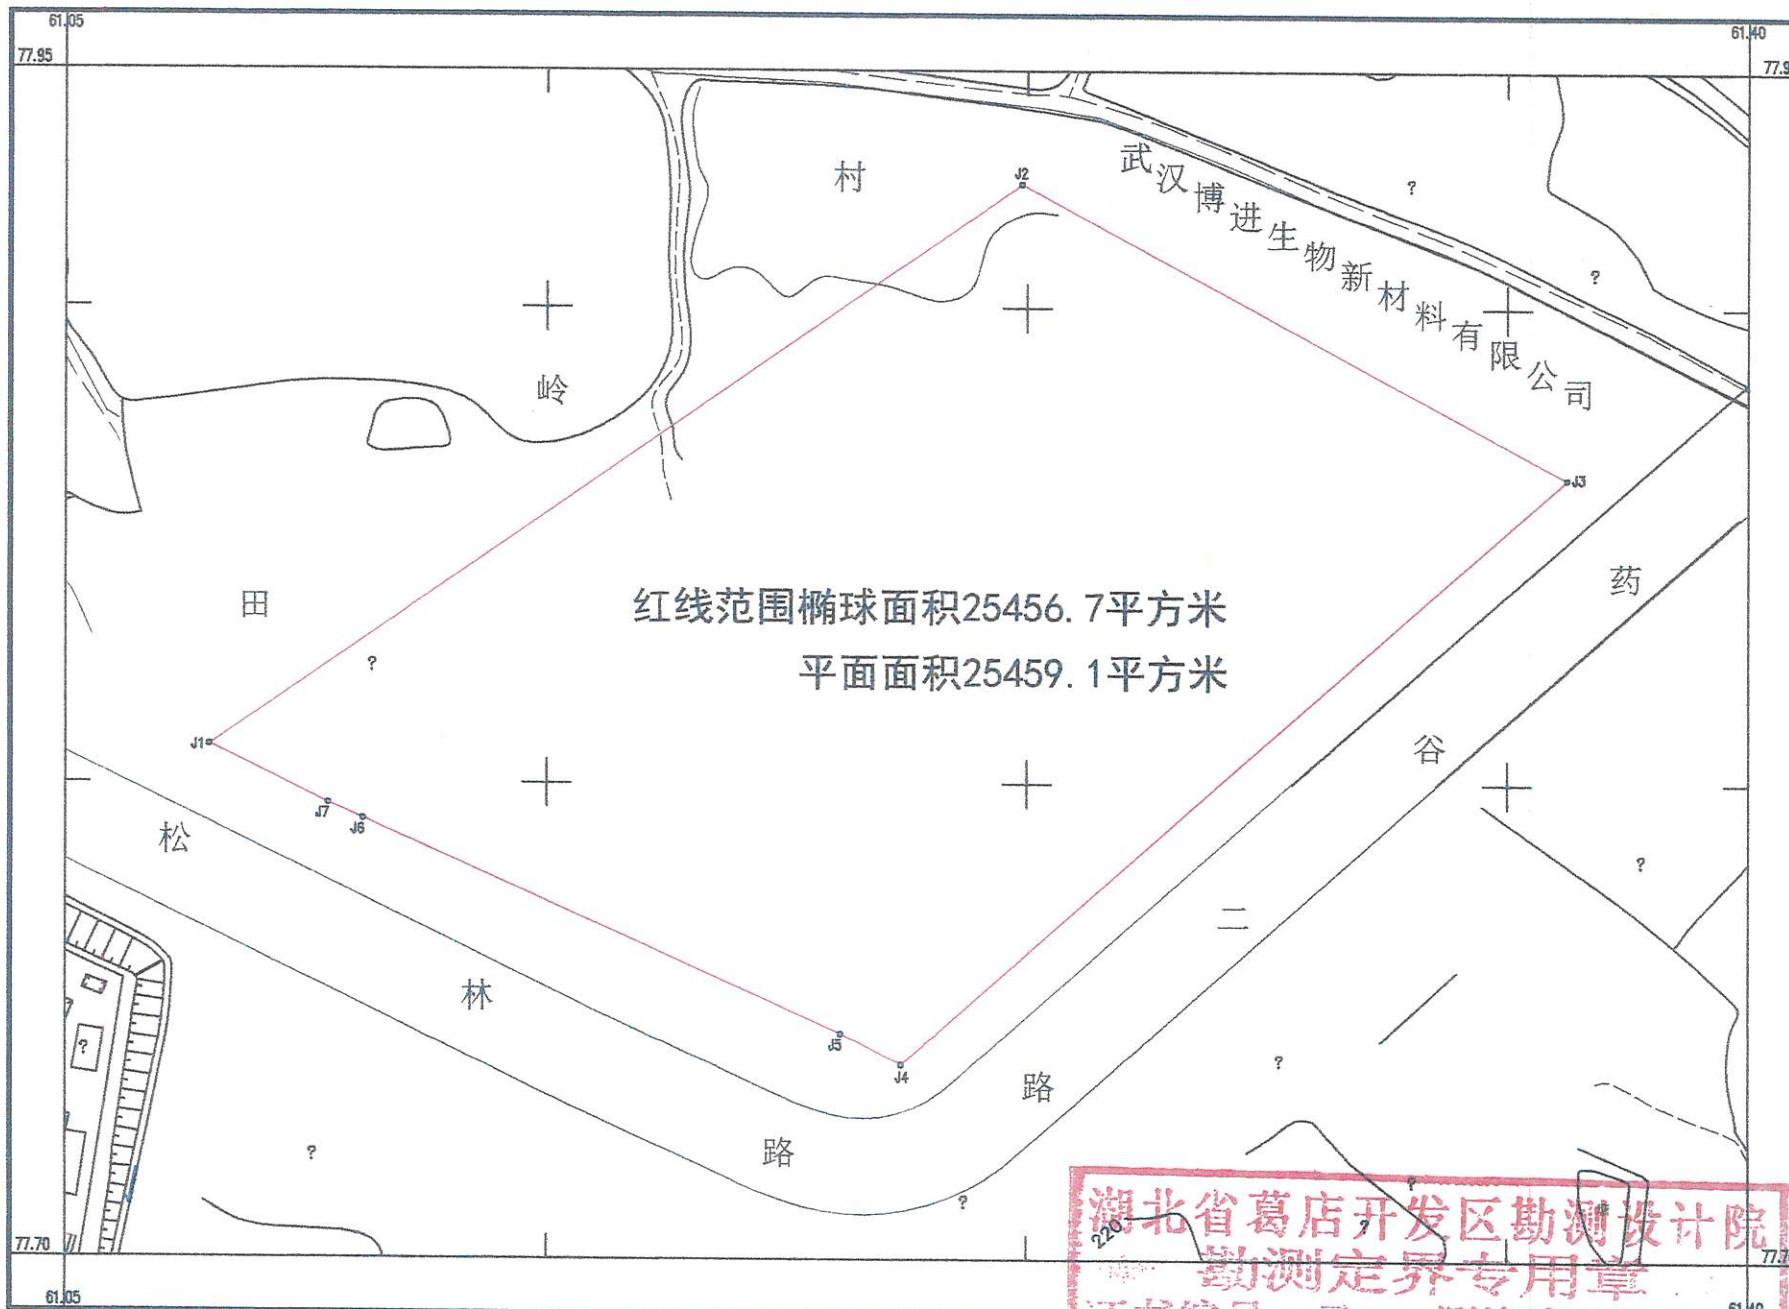 61.05
61.40
77.95
村
J2
武汉博进生物新材料有限公司
?
?
岭
J3
田
药
红线范围椭球面积25456.7平方米
平面面积25459.1平方米
?
J1
谷
J7
J6
松
?
二
林
J5
?
J4
?
路
?
路
?
?
湖北省葛店开发区勘测设计院
220
?
勘测定界专用章
77.70
61.05